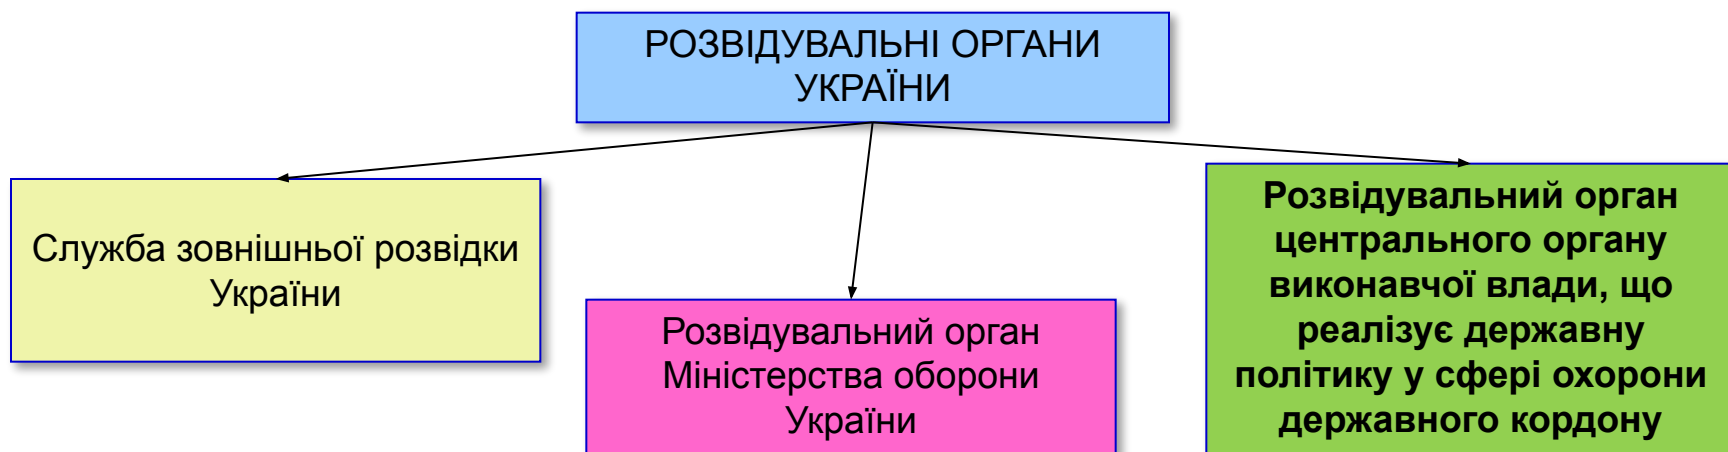 РОЗВІДУВАЛЬНІ ОРГАНИ
УКРАЇНИ
Служба зовнішньої розвідки
України
Розвідувальний орган
Міністерства оборони
України
Розвідувальний орган
центрального органу
виконавчої влади, що
реалізує державну
політику у сфері охорони
державного кордону